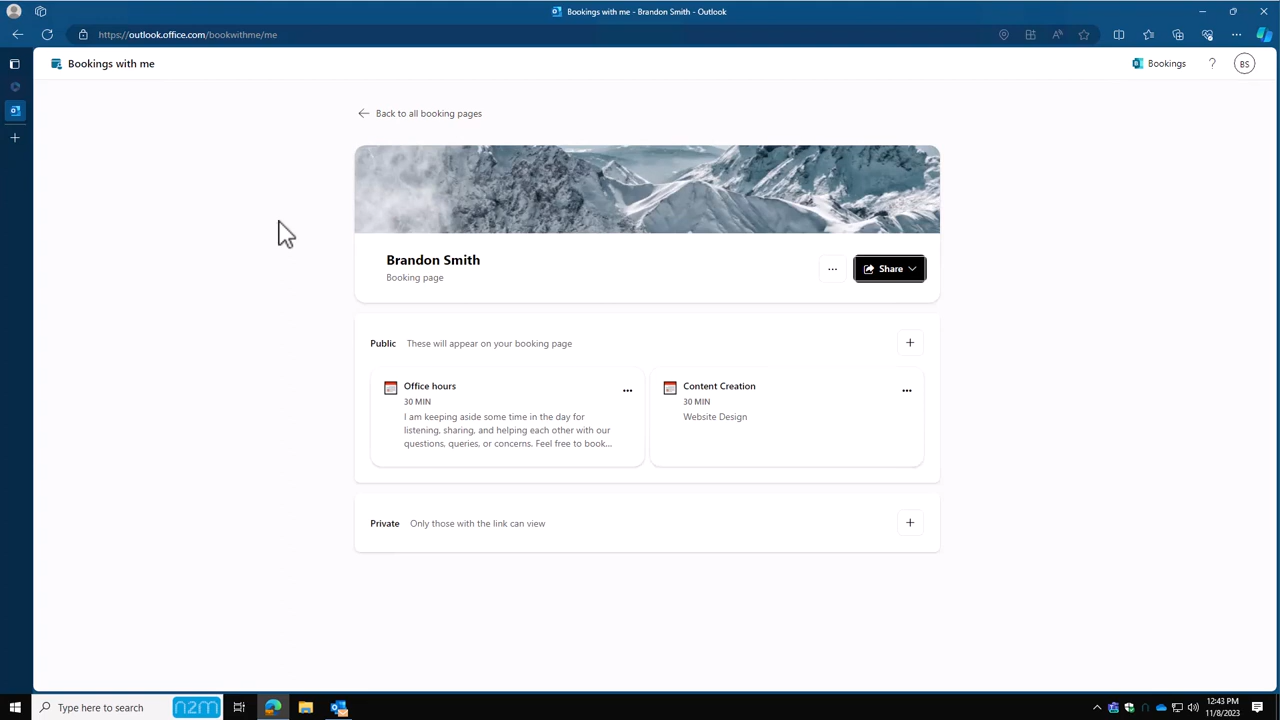 Bookings with me - Brandon Smith - Outlook
https://outlook.office.com/bookwithme/me
Bookings with me
Bookings
?
BS
Back to all booking pages
Brandon Smith
Booking page
...
Share
Public These will appear on your booking page
+
Office hours
...
30 MIN
I am keeping aside some time in the day for
listening, sharing, and helping each other with our
questions, queries, or concerns. Feel free to book...
Content Creation
...
30 MIN
Website Design
Private Only those with the link can view
+
Type here to search
n2m
12:43 PM
11/8/2023